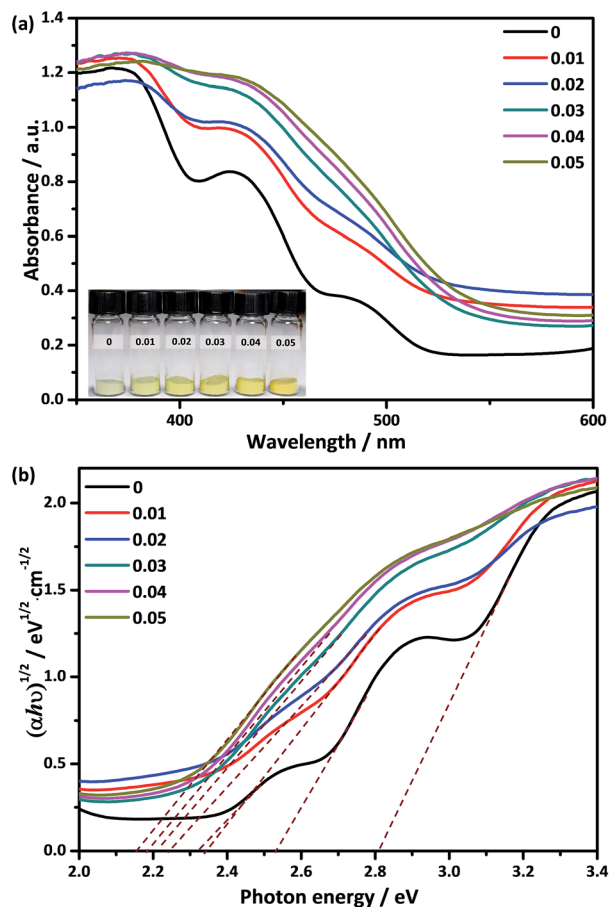 (a)
1.4
1.2
1.0
0.8
0.6
0.4
0.2
0.0
Absorbance / a.u.
0
0.01
0.02
0.03
0.04
0.05
0 0.01 0.02 0.03 0.04 0.05
400 500 600
Wavelength / nm
(b)
2.0
1.5
1.0
0.5
0.0
(αhυ)^1/2 / eV^1/2·cm^-1/2
0
0.01
0.02
0.03
0.04
0.05
2.0 2.2 2.4 2.6 2.8 3.0 3.2 3.4
Photon energy / eV